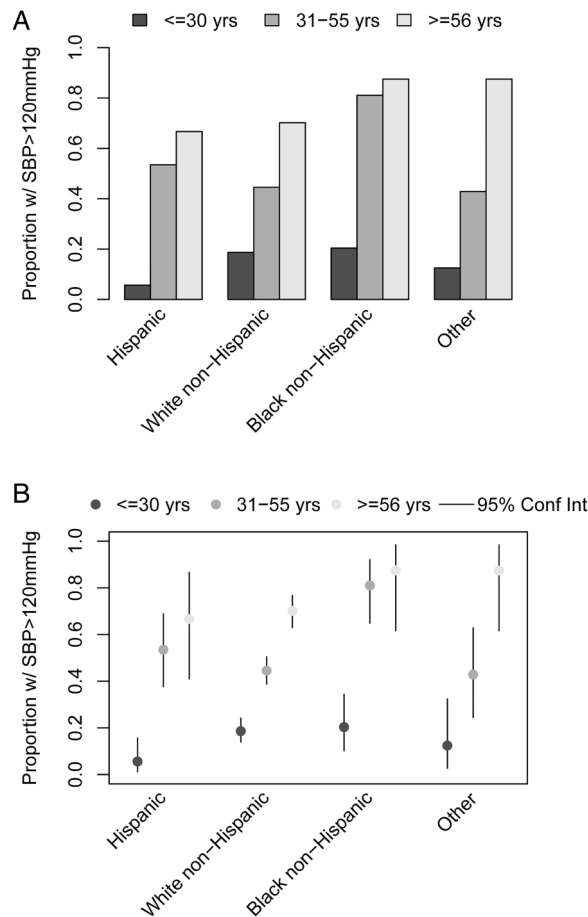 A
<=30 yrs 31−55 yrs >=56 yrs
Proportion w/ SBP>120mmHg
1.0
0.8
0.6
0.4
0.2
0.0
Hispanic
White non−Hispanic
Black non−Hispanic
Other
B
<=30 yrs 31−55 yrs >=56 yrs 95% Conf Int
Proportion w/ SBP>120mmHg
1.0
0.8
0.6
0.4
0.2
0.0
Hispanic
White non−Hispanic
Black non−Hispanic
Other